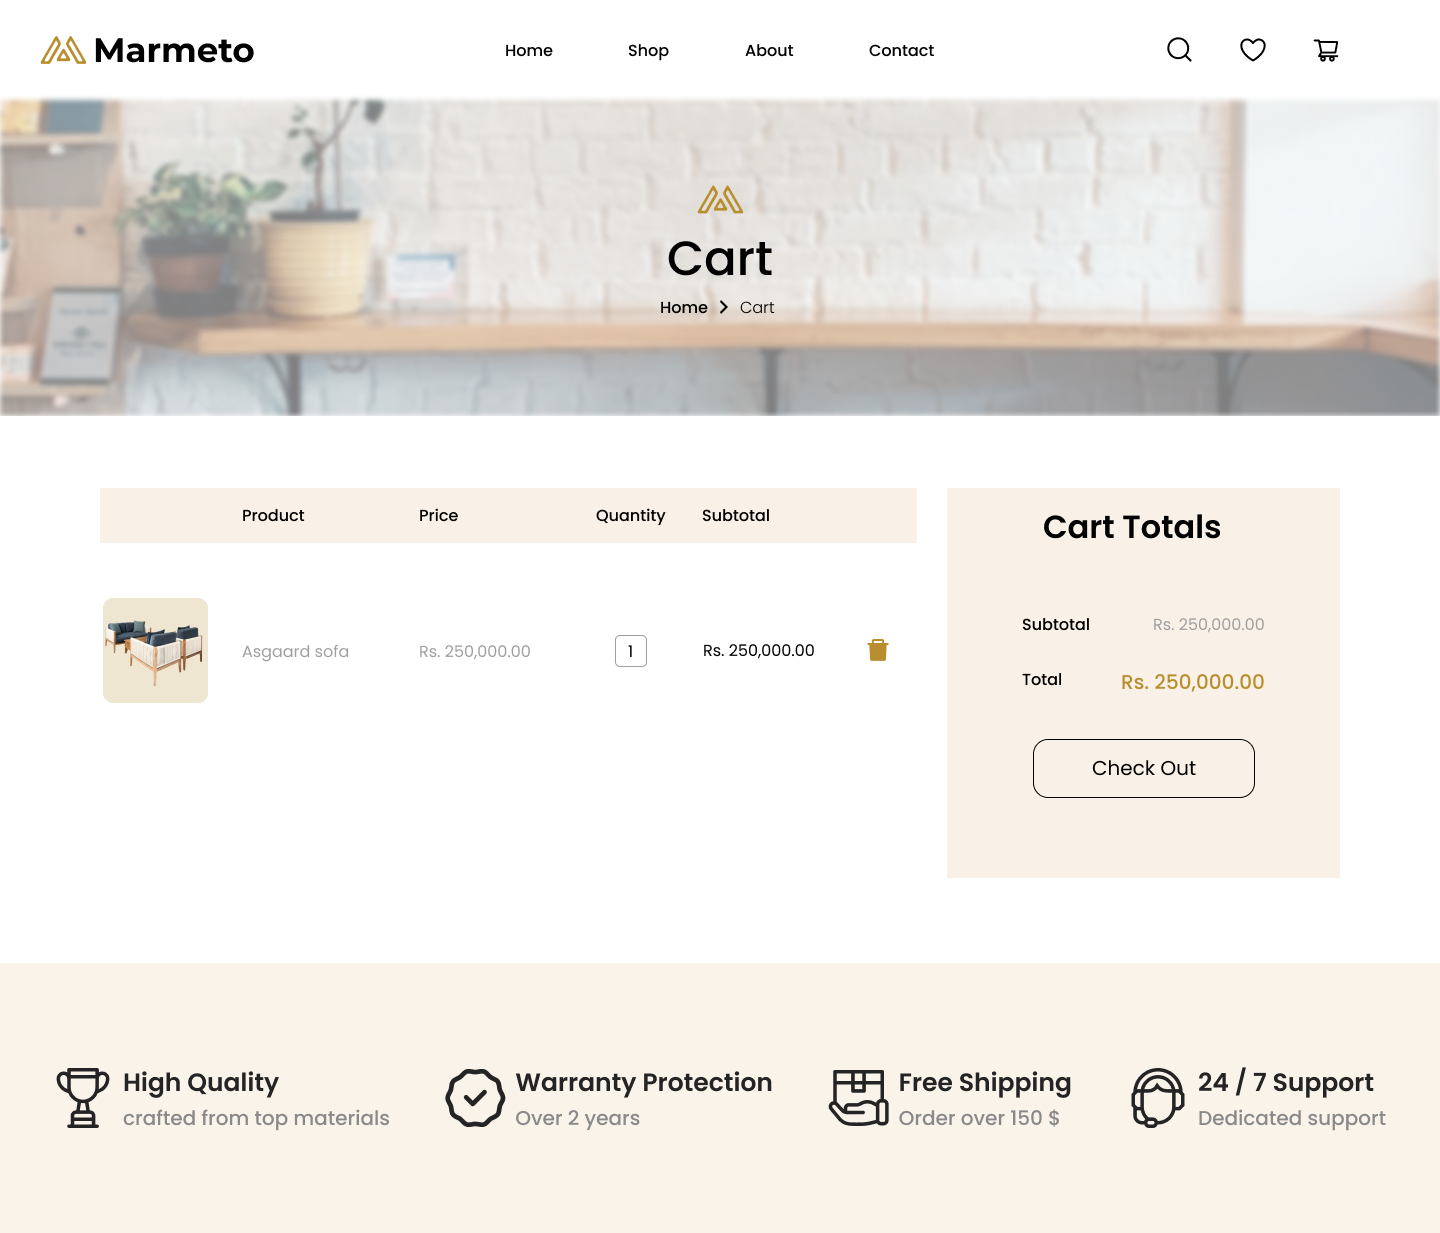 Marmeto
Home Shop About Contact
Cart
Home > Cart
Product Price Quantity Subtotal
Asgaard sofa Rs. 250,000.00 1 Rs. 250,000.00
Cart Totals
Subtotal Rs. 250,000.00
Total Rs. 250,000.00
Check Out
High Quality
crafted from top materials
Warranty Protection
Over 2 years
Free Shipping
Order over 150 $
24 / 7 Support
Dedicated support